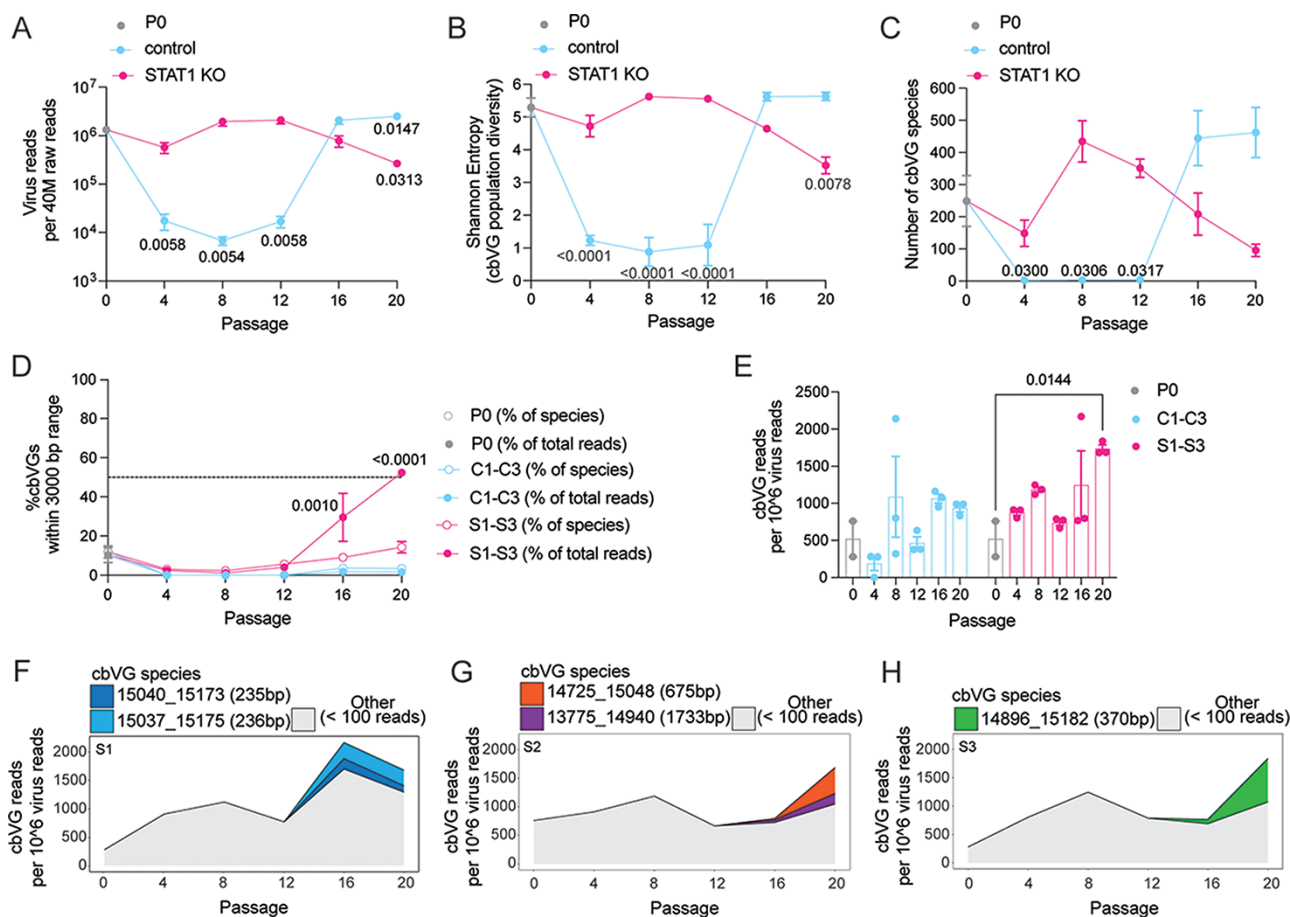 A
P0
control
STAT1 KO
Virus reads
per 40M raw reads
10^7
10^6
10^5
10^4
10^3
0.0058
0.0054
0.0058
0.0147
0.0313
0 4 8 12 16 20
Passage
B
P0
control
STAT1 KO
Shannon Entropy
(cbVG population diversity)
6
5
4
3
2
1
0
<0.0001
<0.0001
<0.0001
0.0078
0 4 8 12 16 20
Passage
C
P0
control
STAT1 KO
Number of cbVG species
600
500
400
300
200
100
0
0.0300
0.0306
0.0317
0 4 8 12 16 20
Passage
D
%cbVGs
within 3000 bp range
100
80
60
40
20
0
0.0010
<0.0001
0 4 8 12 16 20
Passage
P0 (% of species)
P0 (% of total reads)
C1-C3 (% of species)
C1-C3 (% of total reads)
S1-S3 (% of species)
S1-S3 (% of total reads)
E
cbVG reads
per 10^6 virus reads
2500
2000
1500
1000
500
0
0.0144
0 4 8 12 16 20 0 4 8 12 16 20
Passage
P0
C1-C3
S1-S3
F
cbVG species
15040_15173 (235bp)
15037_15175 (236bp)
Other
(< 100 reads)
S1
cbVG reads
per 10^6 virus reads
2000
1500
1000
500
0
0 4 8 12 16 20
Passage
G
cbVG species
14725_15048 (675bp)
13775_14940 (1733bp)
Other
(< 100 reads)
S2
cbVG reads
per 10^6 virus reads
2000
1500
1000
500
0
0 4 8 12 16 20
Passage
H
cbVG species
14896_15182 (370bp)
Other
(< 100 reads)
S3
cbVG reads
per 10^6 virus reads
2000
1500
1000
500
0
0 4 8 12 16 20
Passage